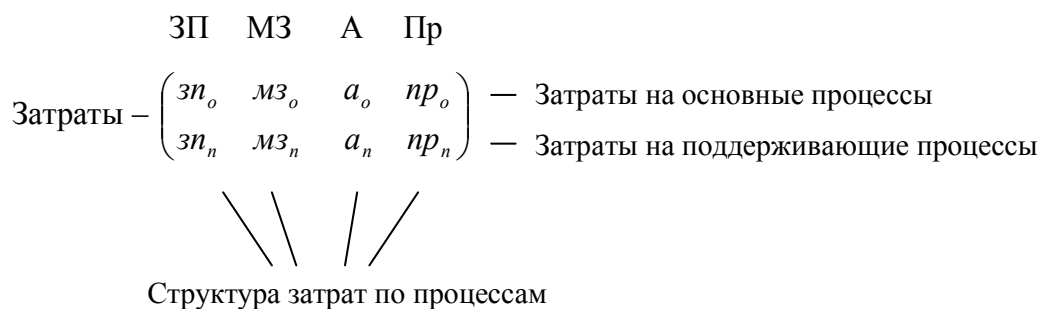 ЗП МЗ А Пр
зп_о мз_о а_о пр_о — Затраты на основные процессы
Затраты –
зп_п мз_п а_п пр_п — Затраты на поддерживающие процессы
Структура затрат по процессам